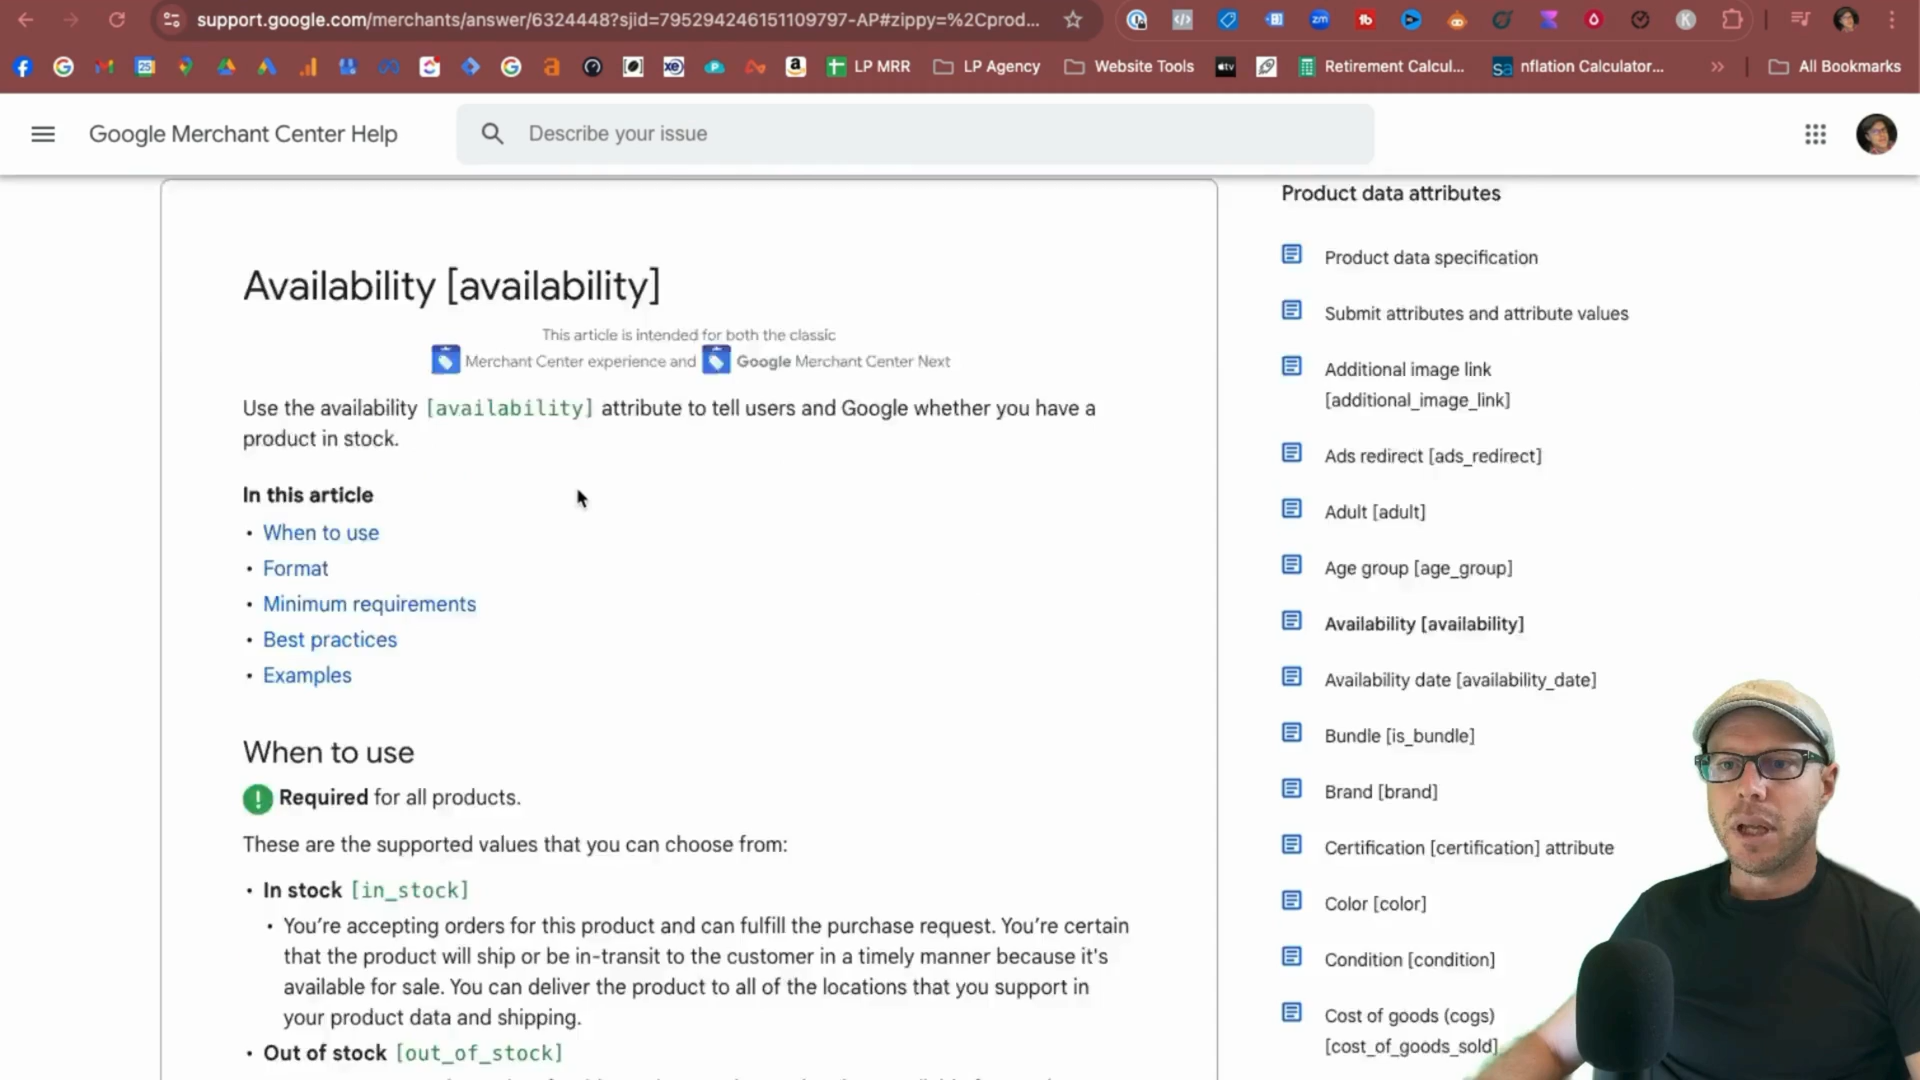 support.google.com/merchants/answer/6324448?sjid=795294246151109797-AP#zippy=%2Cprod...
LP MRR
LP Agency
Website Tools
Retirement Calcul...
nflation Calculator...
»
All Bookmarks
Google Merchant Center Help
Describe your issue
Availability [availability]
This article is intended for both the classic
Merchant Center experience and Google Merchant Center Next
Use the availability [availability] attribute to tell users and Google whether you have a
product in stock.
In this article
• When to use
• Format
• Minimum requirements
• Best practices
• Examples
When to use
! Required for all products.
These are the supported values that you can choose from:
• In stock [in_stock]
• You're accepting orders for this product and can fulfill the purchase request. You're certain
that the product will ship or be in-transit to the customer in a timely manner because it's
available for sale. You can deliver the product to all of the locations that you support in
your product data and shipping.
• Out of stock [out_of_stock]
Product data attributes
Product data specification
Submit attributes and attribute values
Additional image link
[additional_image_link]
Ads redirect [ads_redirect]
Adult [adult]
Age group [age_group]
Availability [availability]
Availability date [availability_date]
Bundle [is_bundle]
Brand [brand]
Certification [certification] attribute
Color [color]
Condition [condition]
Cost of goods (cogs)
[cost_of_goods_sold]